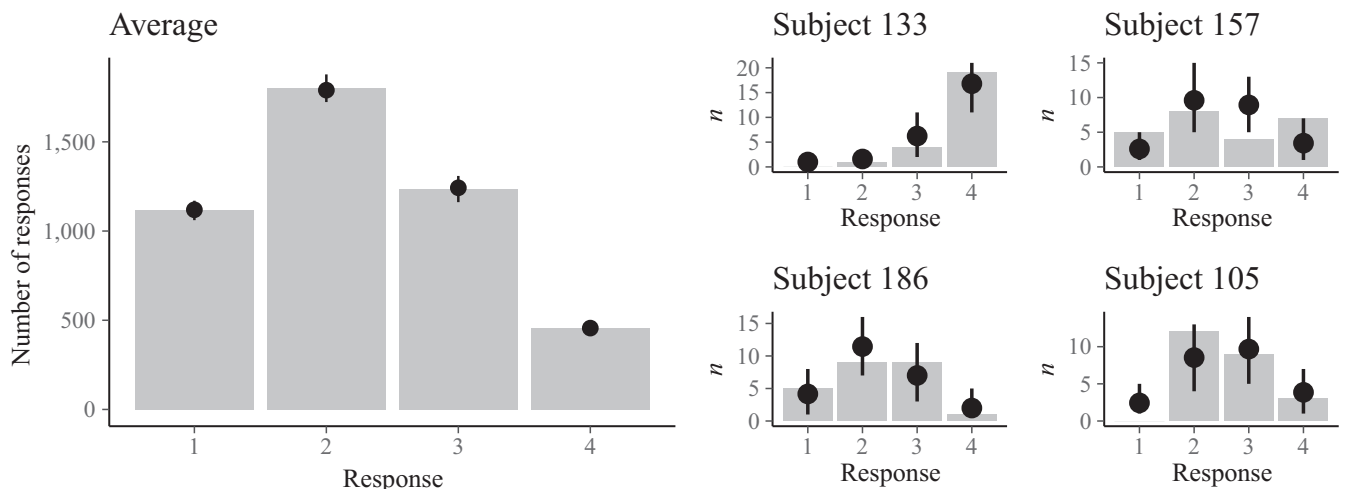 Average
Number of responses
1,500
1,000
500
0
1 2 3 4
Response
Subject 133
n
20
15
10
5
0
1 2 3 4
Response
Subject 157
n
15
10
5
0
1 2 3 4
Response
Subject 186
n
15
10
5
0
1 2 3 4
Response
Subject 105
n
10
5
0
1 2 3 4
Response